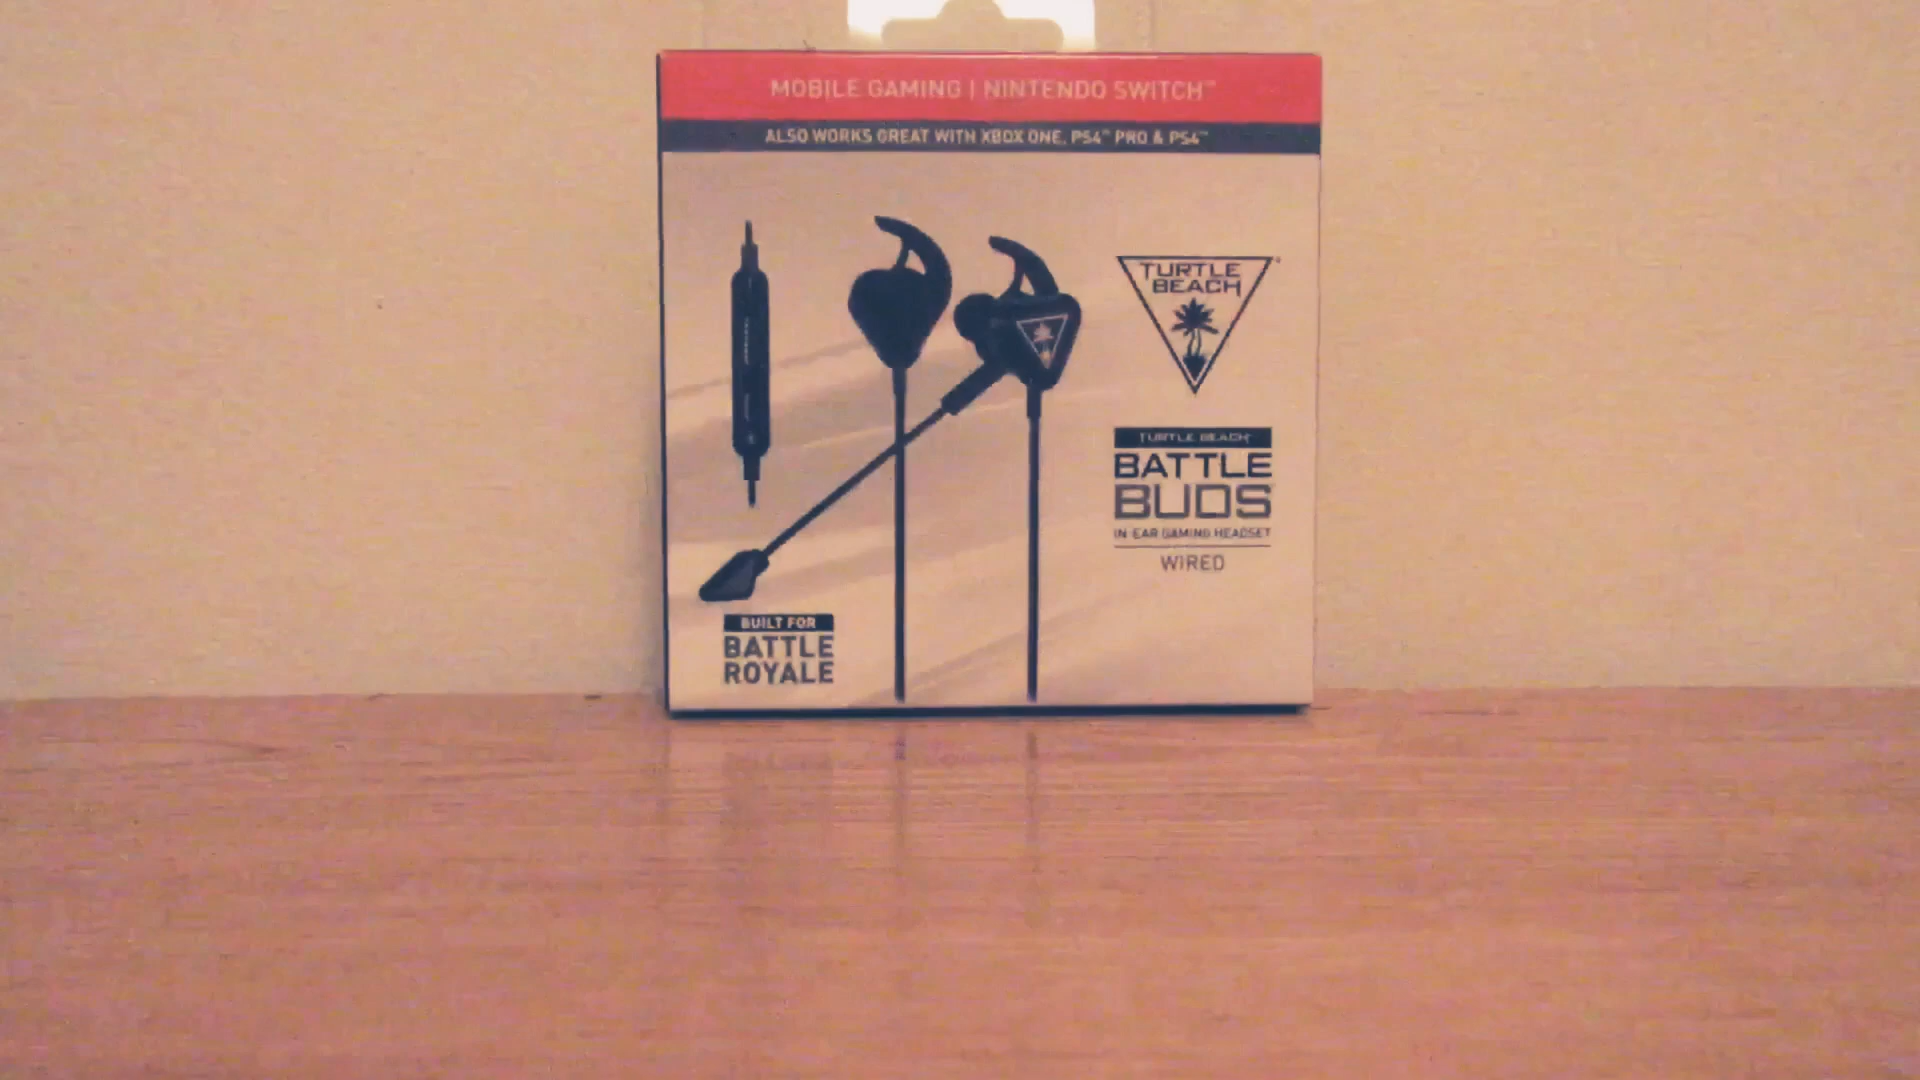 MOBILE GAMING | NINTENDO SWITCH™
ALSO WORKS GREAT WITH XBOX ONE, PS4™ PRO & PS4™
TURTLE
BEACH
TURTLE BEACH
BATTLE
BUDS
IN-EAR GAMING HEADSET
WIRED
BUILT FOR
BATTLE
ROYALE